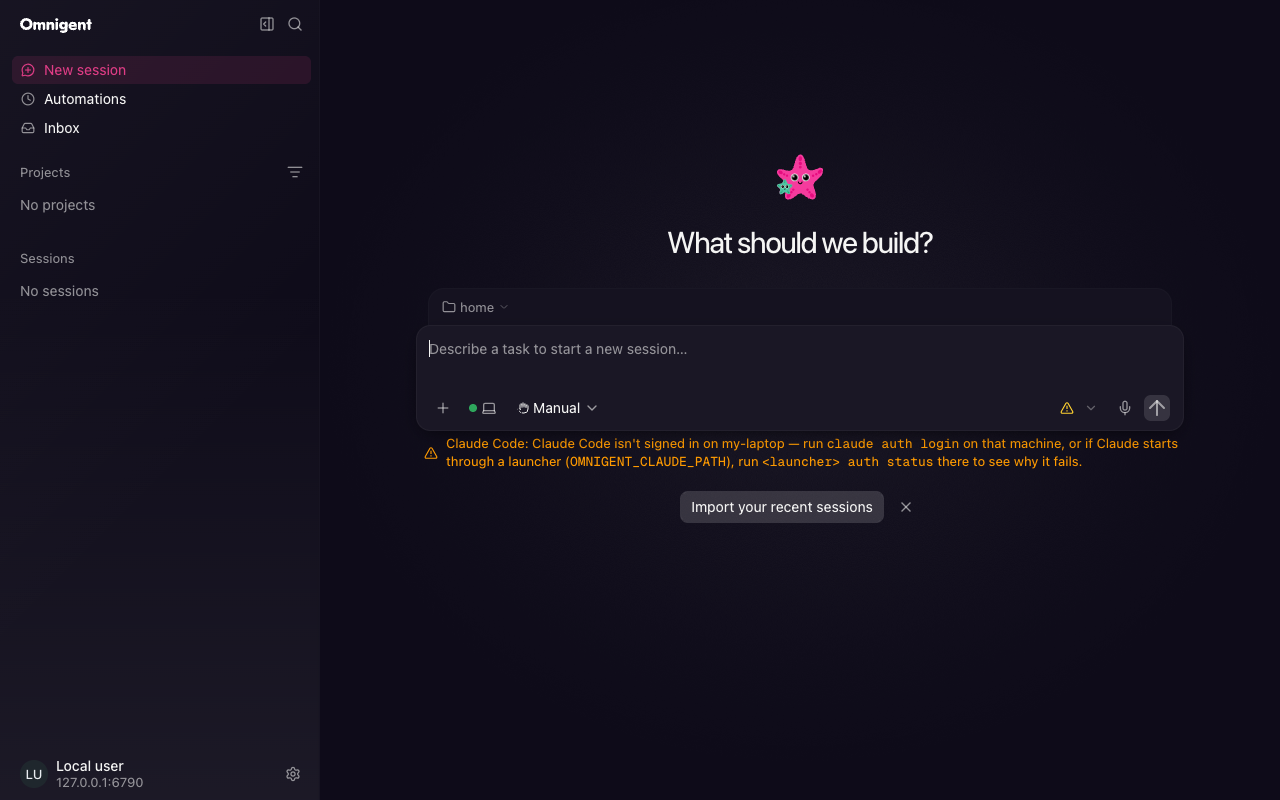 Omnigent
New session
Automations
Inbox
Projects
No projects
Sessions
No sessions
What should we build?
home
Describe a task to start a new session...
Manual
Claude Code: Claude Code isn't signed in on my-laptop — run claude auth login on that machine, or if Claude starts
through a launcher (OMNIGENT_CLAUDE_PATH), run <launcher> auth status there to see why it fails.
Import your recent sessions
LU
Local user
127.0.0.1:6790